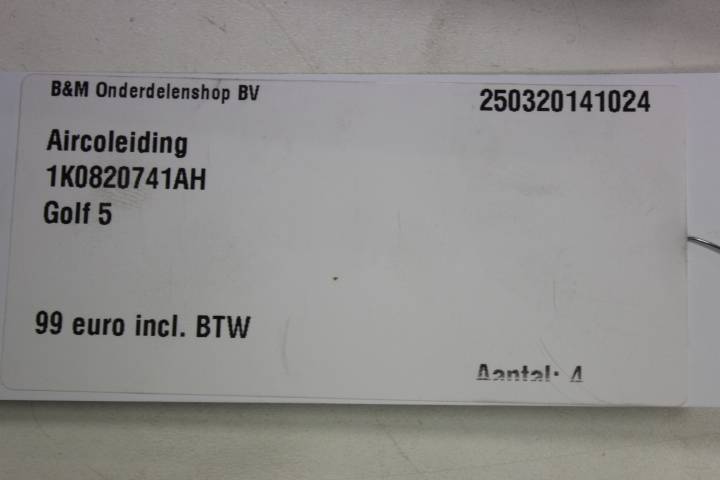 B&M Onderdelenshop BV
250320141024
Aircoleiding
1K0820741AH
Golf 5
99 euro incl. BTW
Aantal: 4